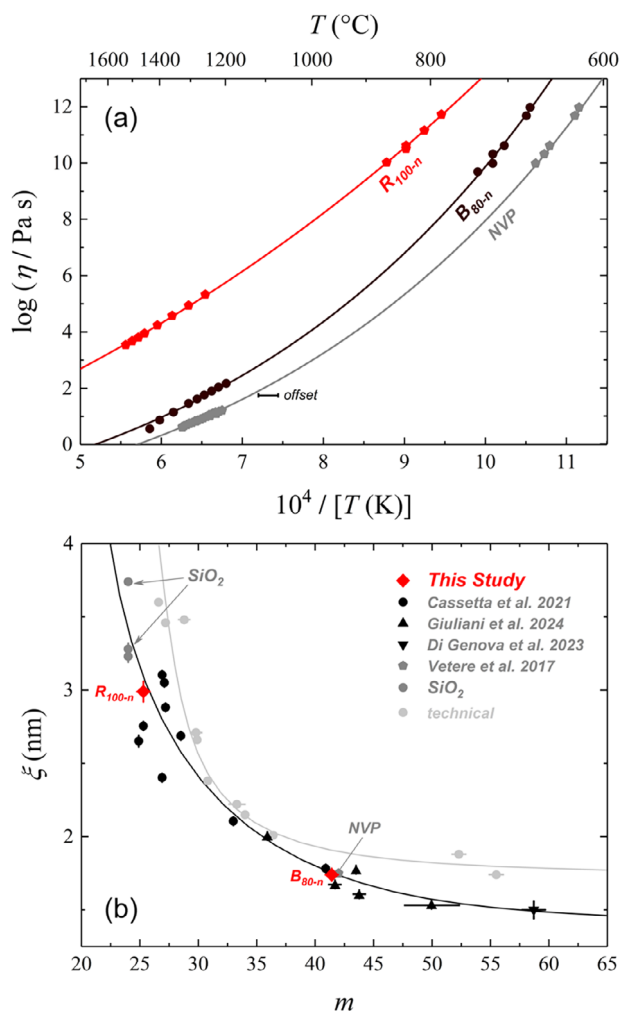 T (°C)
1600 1400 1200 1000 800 600
(a)
12
10
8
6
4
2
0
log (η / Pa s)
R100-n
B80-n
NVP
offset
5 6 7 8 9 10 11
10⁴ / [T (K)]
4
3
2
ξ (nm)
SiO₂
R100-n
NVP
B80-n
This Study
Cassetta et al. 2021
Giuliani et al. 2024
Di Genova et al. 2023
Vetere et al. 2017
SiO₂
technical
(b)
20 25 30 35 40 45 50 55 60 65
m